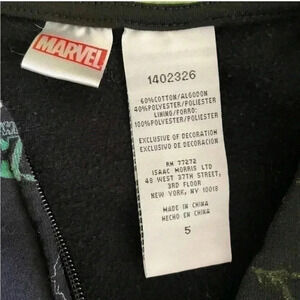 MARVEL
1402326
60%COTTON/ALGODON
40%POLYESTER/POLIESTER
LINING/FORRO:
100%POLYESTER/POLIESTER
EXCLUSIVE OF DECORATION
EXCLUSIVO DE DECORACION
RN 77272
ISAAC MORRIS LTD
48 WEST 37TH STREET,
3RD FLOOR
NEW YORK, NY 10018
MADE IN CHINA
HECHO EN CHINA
5